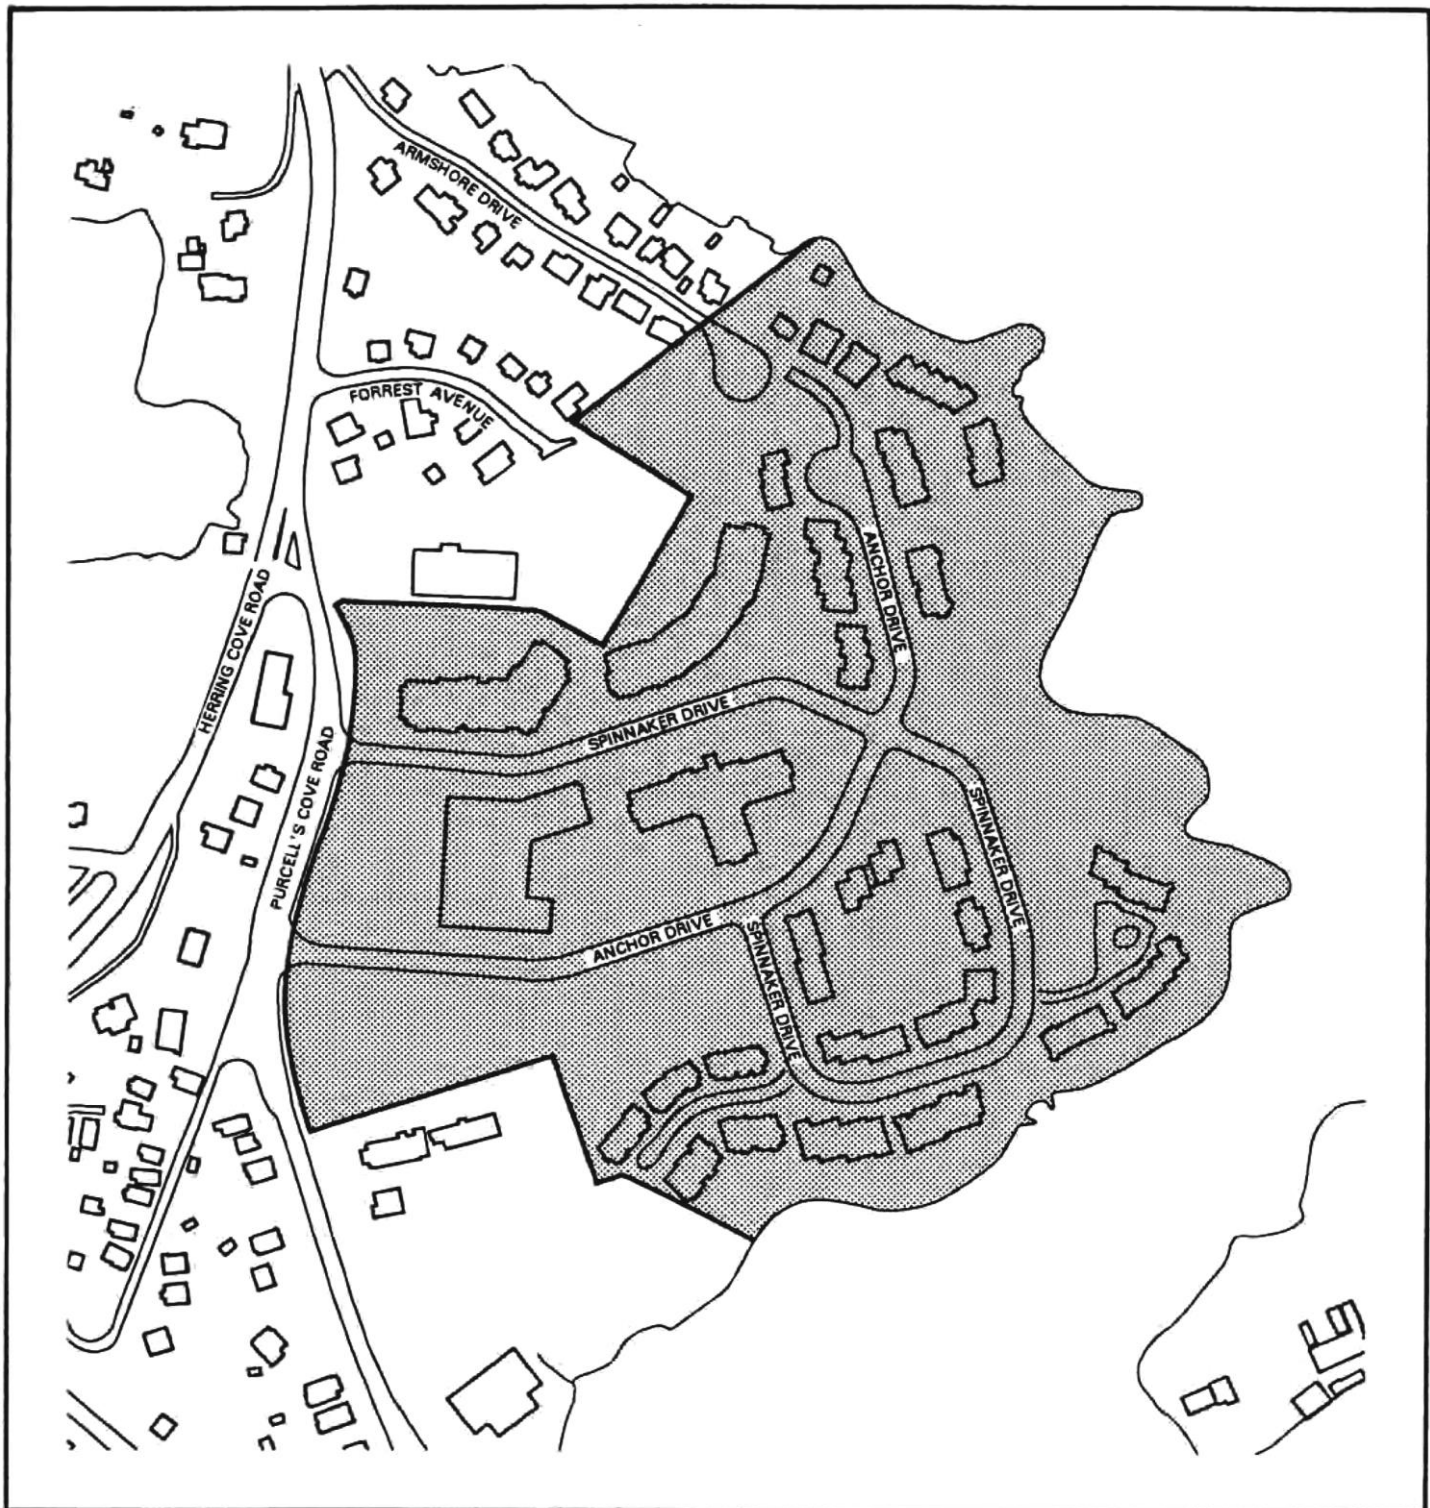 ARMSHORE DRIVE
FORREST AVENUE
ANCHOR DRIVE
HERRING COVE ROAD
SPINNAKER DRIVE
PURCELL'S COVE ROAD
SPINNAKER DRIVE
ANCHOR DRIVE
SPINNAKER DRIVE